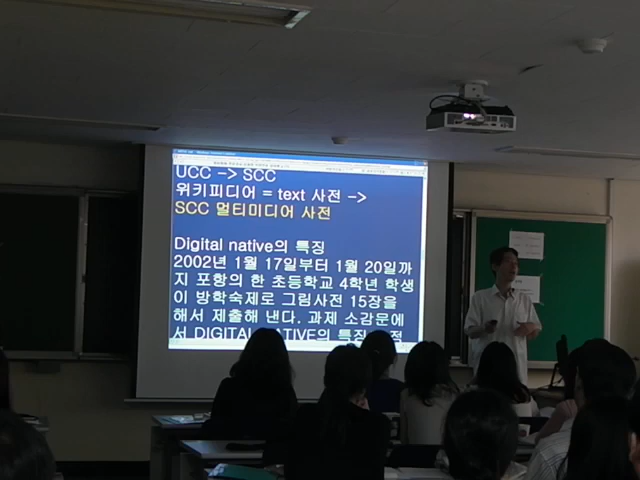 UCC -> SCC
위키피디어 = text 사전 ->
SCC 멀티미디어 사전
Digital native의 특징
2002년 1월 17일부터 1월 20일까
지 포항의 한 초등학교 4학년 학생
이 방학숙제로 그림사전 15장을
해서 제출해 낸다. 과제 소감문에
서 DIGITAL NATIVE의 특징